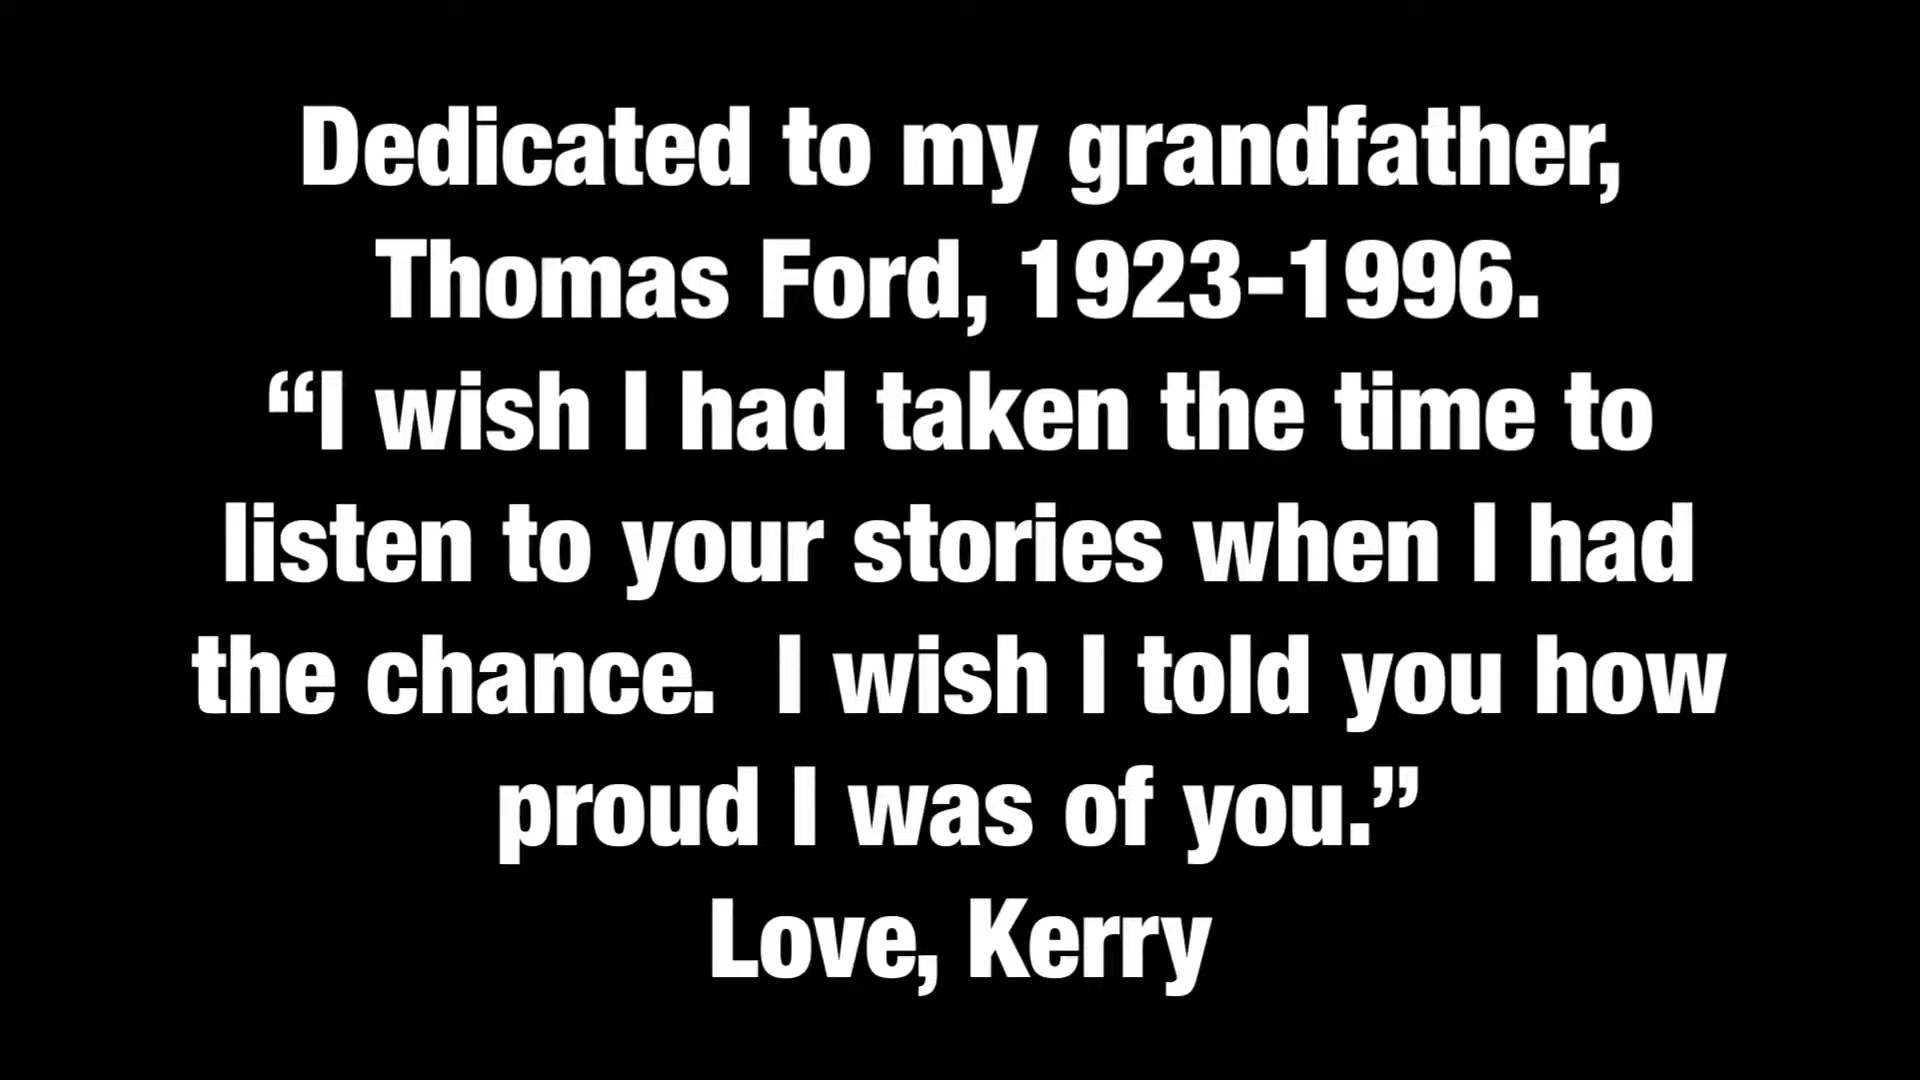 Dedicated to my grandfather,
Thomas Ford, 1923-1996.
“I wish I had taken the time to
listen to your stories when I had
the chance.  I wish I told you how
proud I was of you.”
Love, Kerry